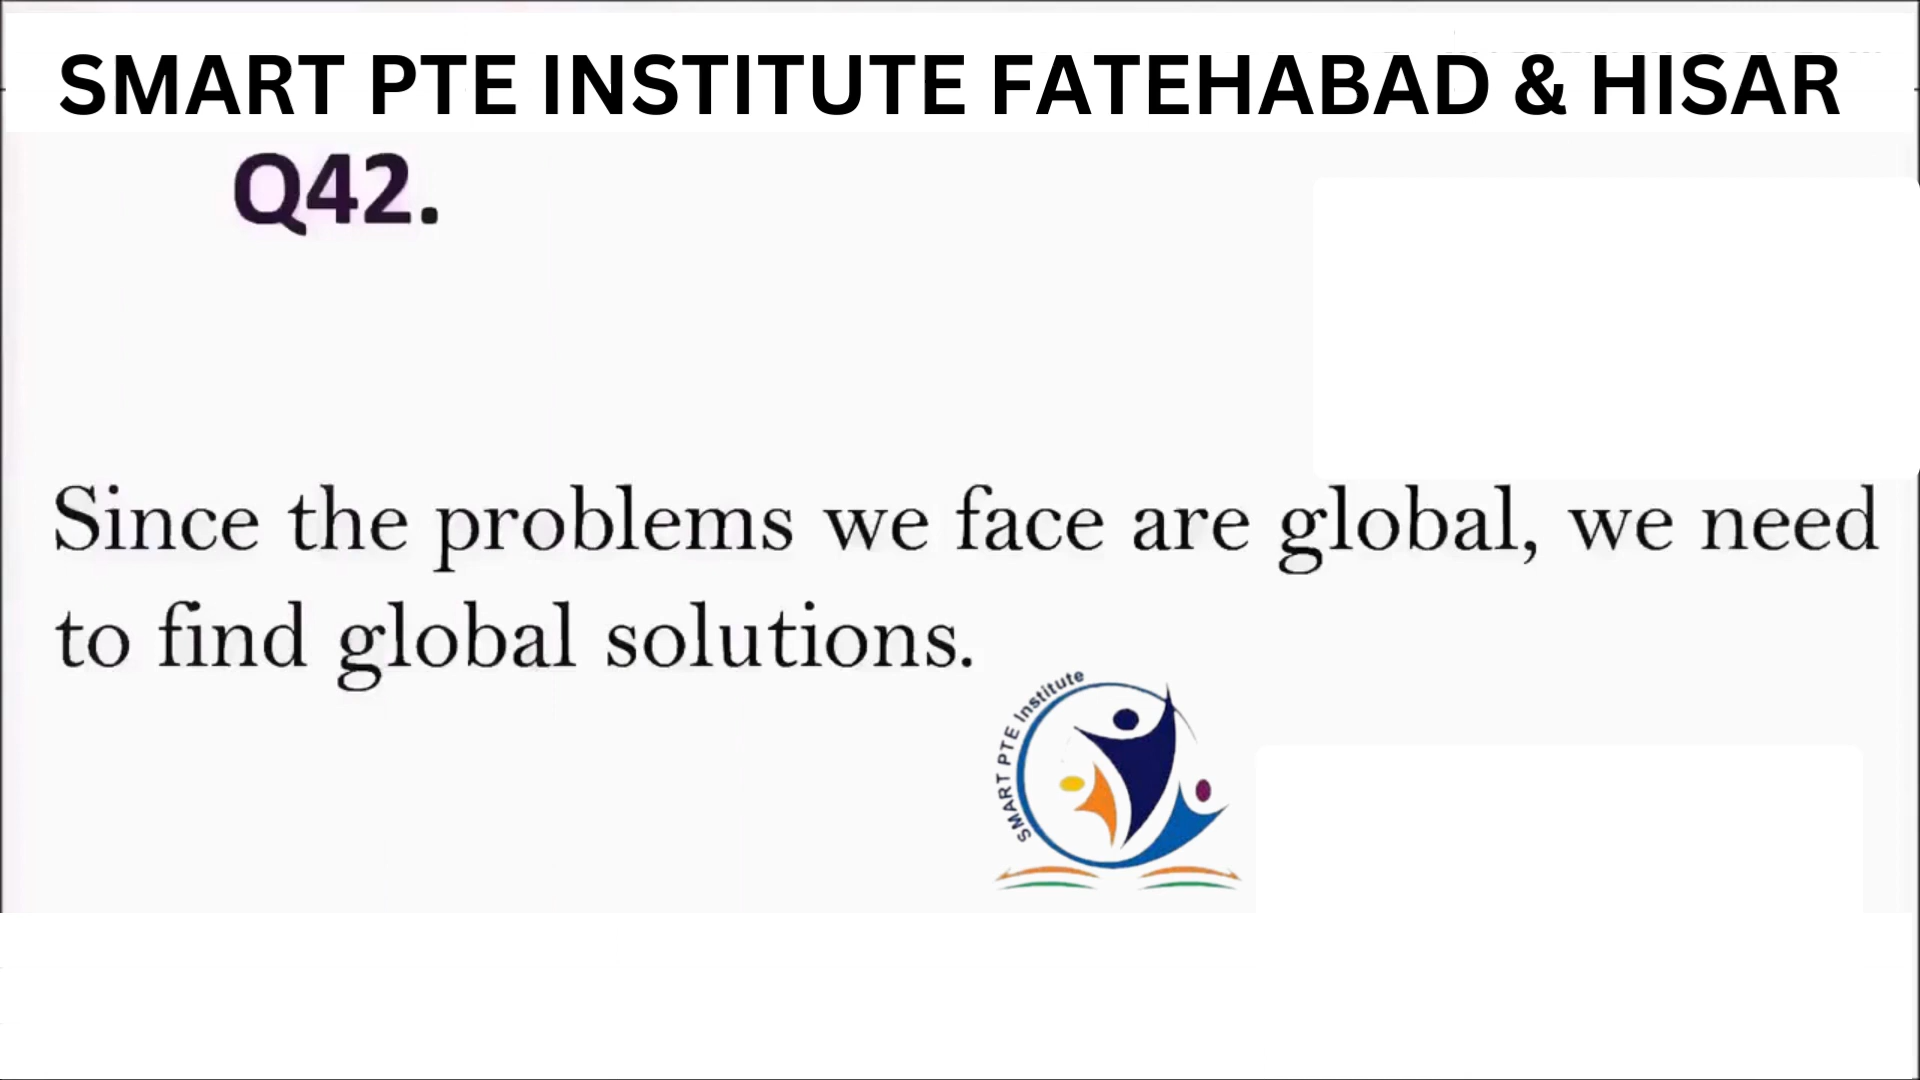 SMART PTE INSTITUTE FATEHABAD & HISAR
Q42.
Since the problems we face are global, we need
to find global solutions.
SMART PTE Institute